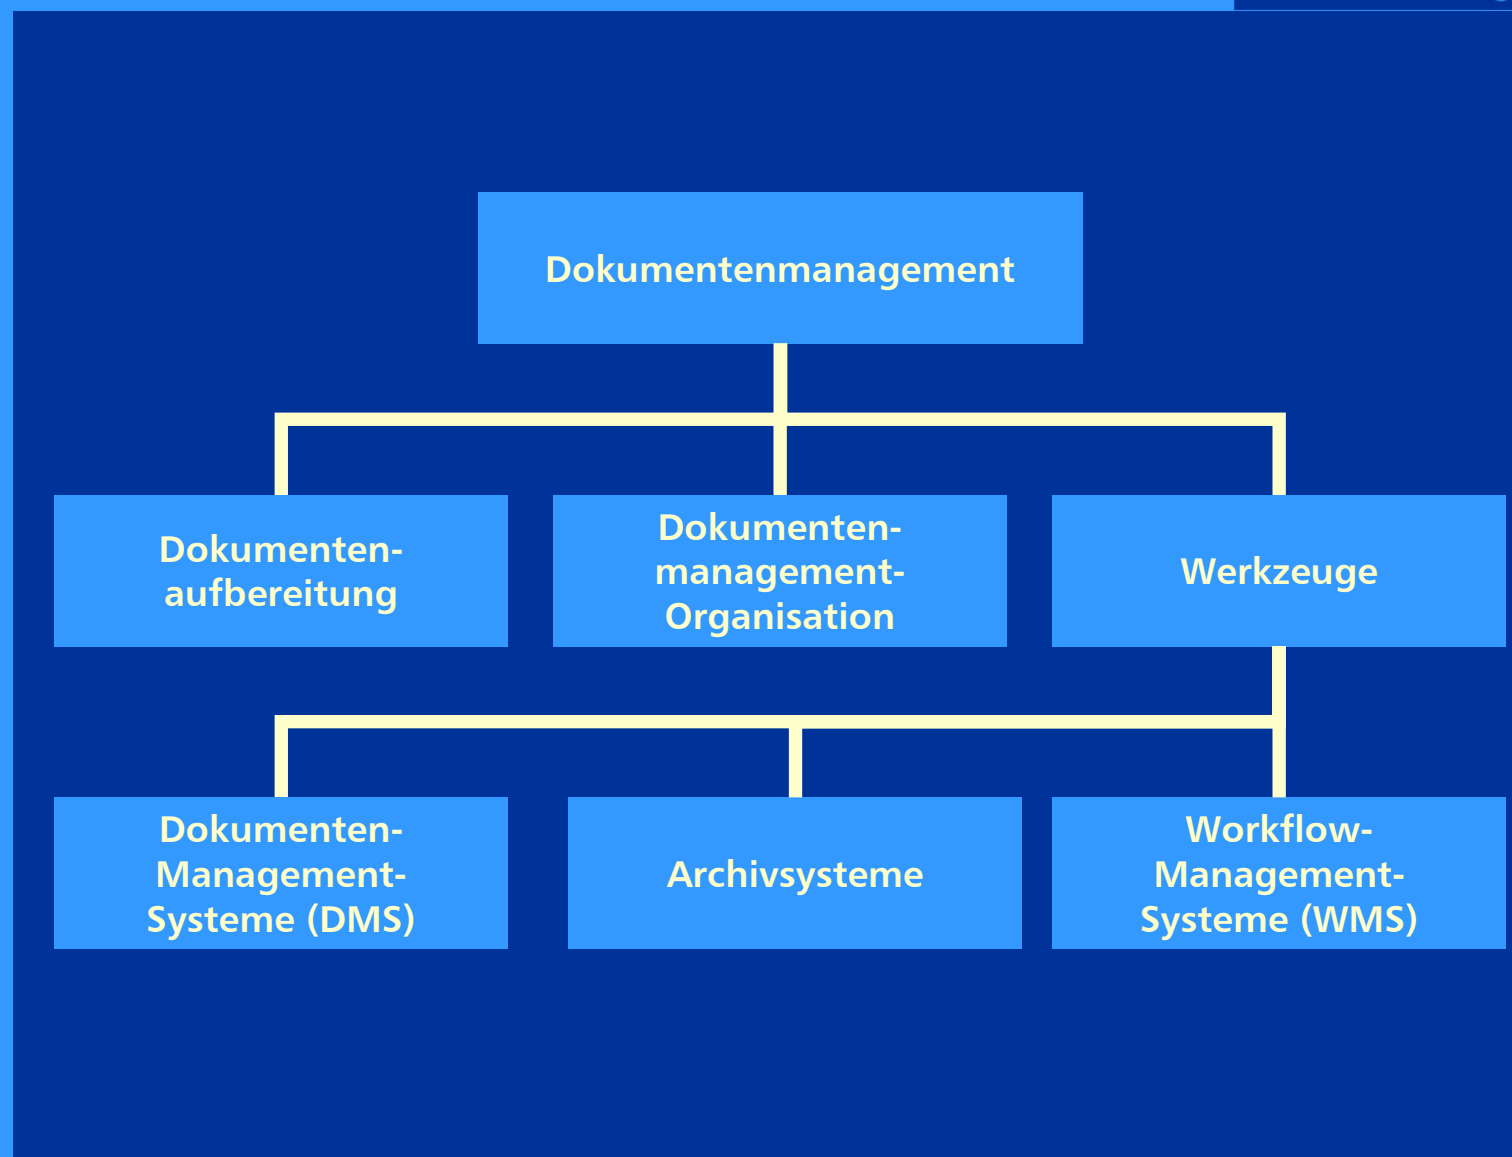 Dokumentenmanagement
Dokumenten-
aufbereitung
Dokumenten-
management-
Organisation
Werkzeuge
Dokumenten-
Management-
Systeme (DMS)
Archivsysteme
Workflow-
Management-
Systeme (WMS)